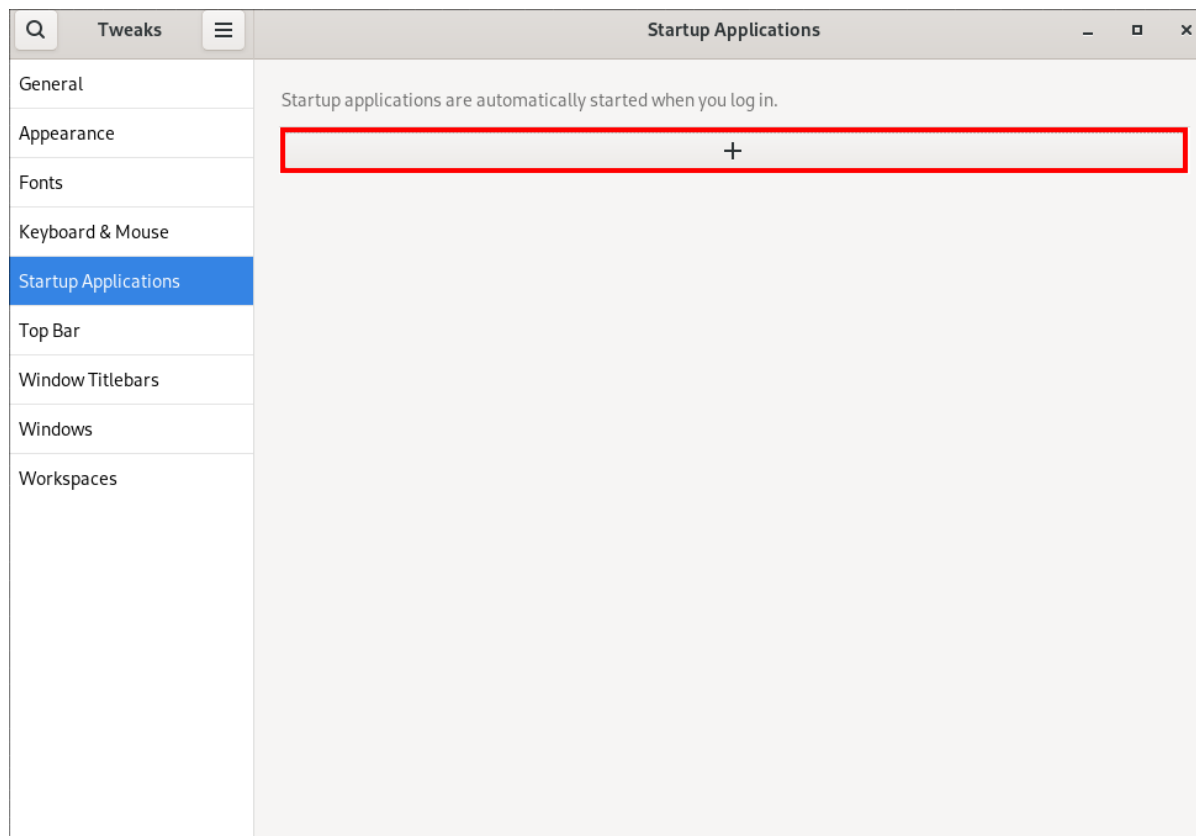 Tweaks
Startup Applications
General
Appearance
Fonts
Keyboard & Mouse
Startup Applications
Top Bar
Window Titlebars
Windows
Workspaces
Startup applications are automatically started when you log in.
+